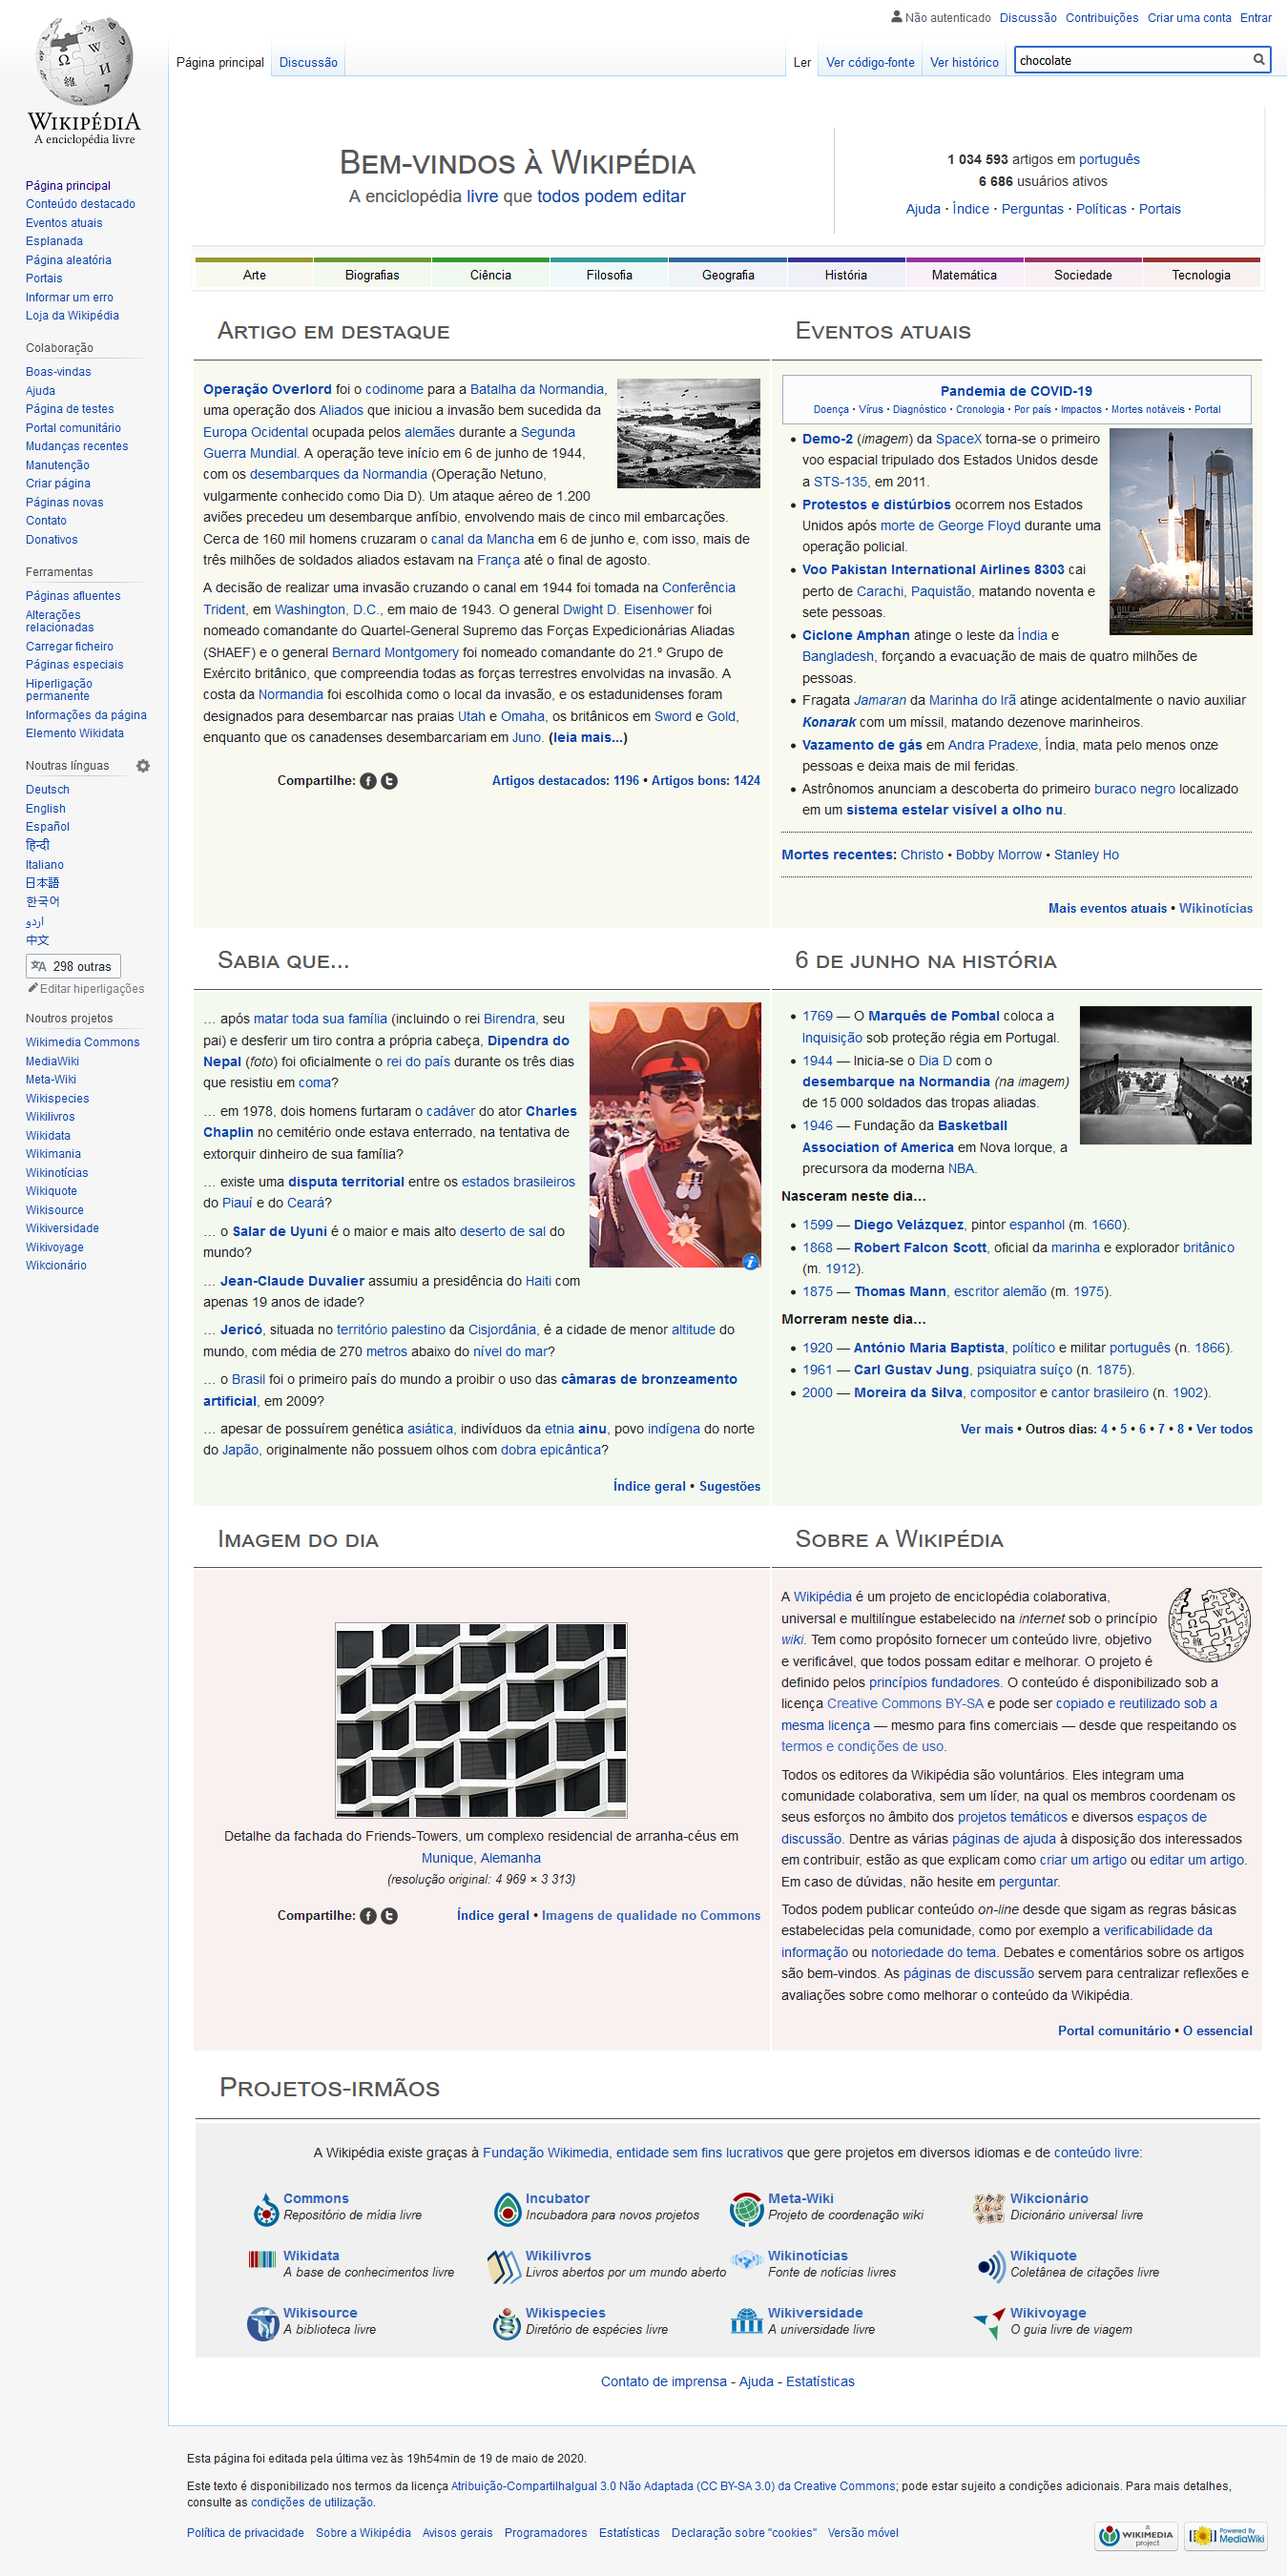 Não autenticado Discussão Contribuições Criar uma conta Entrar
Página principal Discussão Ler Ver código-fonte Ver histórico chocolate
WIKIPÉDIA
A enciclopédia livre
Página principal
Conteúdo destacado
Eventos atuais
Esplanada
Página aleatória
Portais
Informar um erro
Loja da Wikipédia
Colaboração
Boas-vindas
Ajuda
Página de testes
Portal comunitário
Mudanças recentes
Manutenção
Criar página
Páginas novas
Contato
Donativos
Ferramentas
Páginas afluentes
Alterações
relacionadas
Carregar ficheiro
Páginas especiais
Hiperligação
permanente
Informações da página
Elemento Wikidata
Noutras línguas
Deutsch
English
Español
हिन्दी
Italiano
日本語
한국어
اردو
中文
298 outras
Editar hiperligações
Noutros projetos
Wikimedia Commons
MediaWiki
Meta-Wiki
Wikispecies
Wikilivros
Wikidata
Wikimania
Wikinotícias
Wikiquote
Wikisource
Wikiversidade
Wikivoyage
Wikcionário
Bem-vindos à Wikipédia
A enciclopédia livre que todos podem editar
1 034 593 artigos em português
6 686 usuários ativos
Ajuda · Índice · Perguntas · Políticas · Portais
Arte Biografias Ciência Filosofia Geografia História Matemática Sociedade Tecnologia
Artigo em destaque
Operação Overlord foi o codinome para a Batalha da Normandia,
uma operação dos Aliados que iniciou a invasão bem sucedida da
Europa Ocidental ocupada pelos alemães durante a Segunda
Guerra Mundial. A operação teve início em 6 de junho de 1944,
com os desembarques da Normandia (Operação Netuno,
vulgarmente conhecido como Dia D). Um ataque aéreo de 1.200
aviões precedeu um desembarque anfíbio, envolvendo mais de cinco mil embarcações.
Cerca de 160 mil homens cruzaram o canal da Mancha em 6 de junho e, com isso, mais de
três milhões de soldados aliados estavam na França até o final de agosto.
A decisão de realizar uma invasão cruzando o canal em 1944 foi tomada na Conferência
Trident, em Washington, D.C., em maio de 1943. O general Dwight D. Eisenhower foi
nomeado comandante do Quartel-General Supremo das Forças Expedicionárias Aliadas
(SHAEF) e o general Bernard Montgomery foi nomeado comandante do 21.º Grupo de
Exército britânico, que compreendia todas as forças terrestres envolvidas na invasão. A
costa da Normandia foi escolhida como o local da invasão, e os estadunidenses foram
designados para desembarcar nas praias Utah e Omaha, os britânicos em Sword e Gold,
enquanto que os canadenses desembarcariam em Juno. (leia mais...)
Compartilhe: Artigos destacados: 1196 • Artigos bons: 1424
Eventos atuais
Pandemia de COVID-19
Doença · Vírus · Diagnóstico · Cronologia · Por país · Impactos · Mortes notáveis · Portal
Demo-2 (imagem) da SpaceX torna-se o primeiro
voo espacial tripulado dos Estados Unidos desde
a STS-135, em 2011.
Protestos e distúrbios ocorrem nos Estados
Unidos após morte de George Floyd durante uma
operação policial.
Voo Pakistan International Airlines 8303 cai
perto de Carachi, Paquistão, matando noventa e
sete pessoas.
Ciclone Amphan atinge o leste da Índia e
Bangladesh, forçando a evacuação de mais de quatro milhões de
pessoas.
Fragata Jamaran da Marinha do Irã atinge acidentalmente o navio auxiliar
Konarak com um míssil, matando dezenove marinheiros.
Vazamento de gás em Andra Pradexe, Índia, mata pelo menos onze
pessoas e deixa mais de mil feridas.
Astrônomos anunciam a descoberta do primeiro buraco negro localizado
em um sistema estelar visível a olho nu.
Mortes recentes: Christo • Bobby Morrow • Stanley Ho
Mais eventos atuais • Wikinotícias
Sabia que...
... após matar toda sua família (incluindo o rei Birendra, seu
pai) e desferir um tiro contra a própria cabeça, Dipendra do
Nepal (foto) foi oficialmente o rei do país durante os três dias
que resistiu em coma?
... em 1978, dois homens furtaram o cadáver do ator Charles
Chaplin no cemitério onde estava enterrado, na tentativa de
extorquir dinheiro de sua família?
... existe uma disputa territorial entre os estados brasileiros
do Piauí e do Ceará?
... o Salar de Uyuni é o maior e mais alto deserto de sal do
mundo?
... Jean-Claude Duvalier assumiu a presidência do Haiti com
apenas 19 anos de idade?
... Jericó, situada no território palestino da Cisjordânia, é a cidade de menor altitude do
mundo, com média de 270 metros abaixo do nível do mar?
... o Brasil foi o primeiro país do mundo a proibir o uso das câmaras de bronzeamento
artificial, em 2009?
... apesar de possuírem genética asiática, indivíduos da etnia ainu, povo indígena do norte
do Japão, originalmente não possuem olhos com dobra epicântica?
Índice geral • Sugestões
6 de junho na história
1769 — O Marquês de Pombal coloca a
Inquisição sob proteção régia em Portugal.
1944 — Inicia-se o Dia D com o
desembarque na Normandia (na imagem)
de 15 000 soldados das tropas aliadas.
1946 — Fundação da Basketball
Association of America em Nova Iorque, a
precursora da moderna NBA.
Nasceram neste dia...
1599 — Diego Velázquez, pintor espanhol (m. 1660).
1868 — Robert Falcon Scott, oficial da marinha e explorador britânico
(m. 1912).
1875 — Thomas Mann, escritor alemão (m. 1975).
Morreram neste dia...
1920 — António Maria Baptista, político e militar português (n. 1866).
1961 — Carl Gustav Jung, psiquiatra suíço (n. 1875).
2000 — Moreira da Silva, compositor e cantor brasileiro (n. 1902).
Ver mais • Outros dias: 4 • 5 • 6 • 7 • 8 • Ver todos
Imagem do dia
Detalhe da fachada do Friends-Towers, um complexo residencial de arranha-céus em
Munique, Alemanha
(resolução original: 4 969 × 3 313)
Compartilhe: Índice geral • Imagens de qualidade no Commons
Sobre a Wikipédia
A Wikipédia é um projeto de enciclopédia colaborativa,
universal e multilíngue estabelecido na internet sob o princípio
wiki. Tem como propósito fornecer um conteúdo livre, objetivo
e verificável, que todos possam editar e melhorar. O projeto é
definido pelos princípios fundadores. O conteúdo é disponibilizado sob a
licença Creative Commons BY-SA e pode ser copiado e reutilizado sob a
mesma licença — mesmo para fins comerciais — desde que respeitando os
termos e condições de uso.
Todos os editores da Wikipédia são voluntários. Eles integram uma
comunidade colaborativa, sem um líder, na qual os membros coordenam os
seus esforços no âmbito dos projetos temáticos e diversos espaços de
discussão. Dentre as várias páginas de ajuda à disposição dos interessados
em contribuir, estão as que explicam como criar um artigo ou editar um artigo.
Em caso de dúvidas, não hesite em perguntar.
Todos podem publicar conteúdo on-line desde que sigam as regras básicas
estabelecidas pela comunidade, como por exemplo a verificabilidade da
informação ou notoriedade do tema. Debates e comentários sobre os artigos
são bem-vindos. As páginas de discussão servem para centralizar reflexões e
avaliações sobre como melhorar o conteúdo da Wikipédia.
Portal comunitário • O essencial
Projetos-irmãos
A Wikipédia existe graças à Fundação Wikimedia, entidade sem fins lucrativos que gere projetos em diversos idiomas e de conteúdo livre:
Commons
Repositório de mídia livre
Incubator
Incubadora para novos projetos
Meta-Wiki
Projeto de coordenação wiki
Wikcionário
Dicionário universal livre
Wikidata
A base de conhecimentos livre
Wikilivros
Livros abertos por um mundo aberto
Wikinotícias
Fonte de notícias livres
Wikiquote
Coletânea de citações livre
Wikisource
A biblioteca livre
Wikispecies
Diretório de espécies livre
Wikiversidade
A universidade livre
Wikivoyage
O guia livre de viagem
Contato de imprensa - Ajuda - Estatísticas
Esta página foi editada pela última vez às 19h54min de 19 de maio de 2020.
Este texto é disponibilizado nos termos da licença Atribuição-CompartilhaIgual 3.0 Não Adaptada (CC BY-SA 3.0) da Creative Commons; pode estar sujeito a condições adicionais. Para mais detalhes,
consulte as condições de utilização.
Política de privacidade Sobre a Wikipédia Avisos gerais Programadores Estatísticas Declaração sobre "cookies" Versão móvel
A WIKIMEDIA project
Powered By MediaWiki